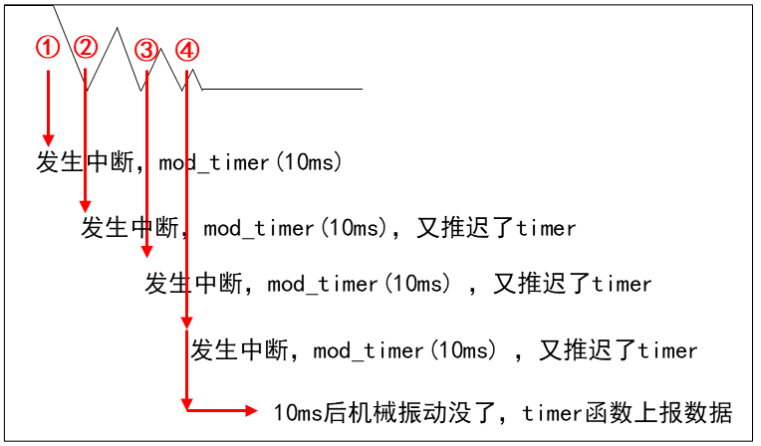 ① ② ③ ④
发生中断，mod_timer(10ms)
发生中断，mod_timer(10ms)，又推迟了timer
发生中断，mod_timer(10ms) ，又推迟了timer
发生中断，mod_timer(10ms) ，又推迟了timer
10ms后机械振动没了，timer函数上报数据